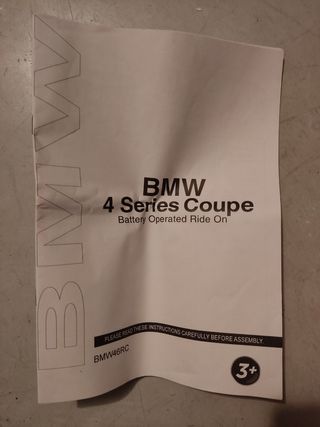 BMW
BMW
4 Series Coupe
Battery Operated Ride On
PLEASE READ THESE INSTRUCTIONS CAREFULLY BEFORE ASSEMBLY
BMW46RC
3+